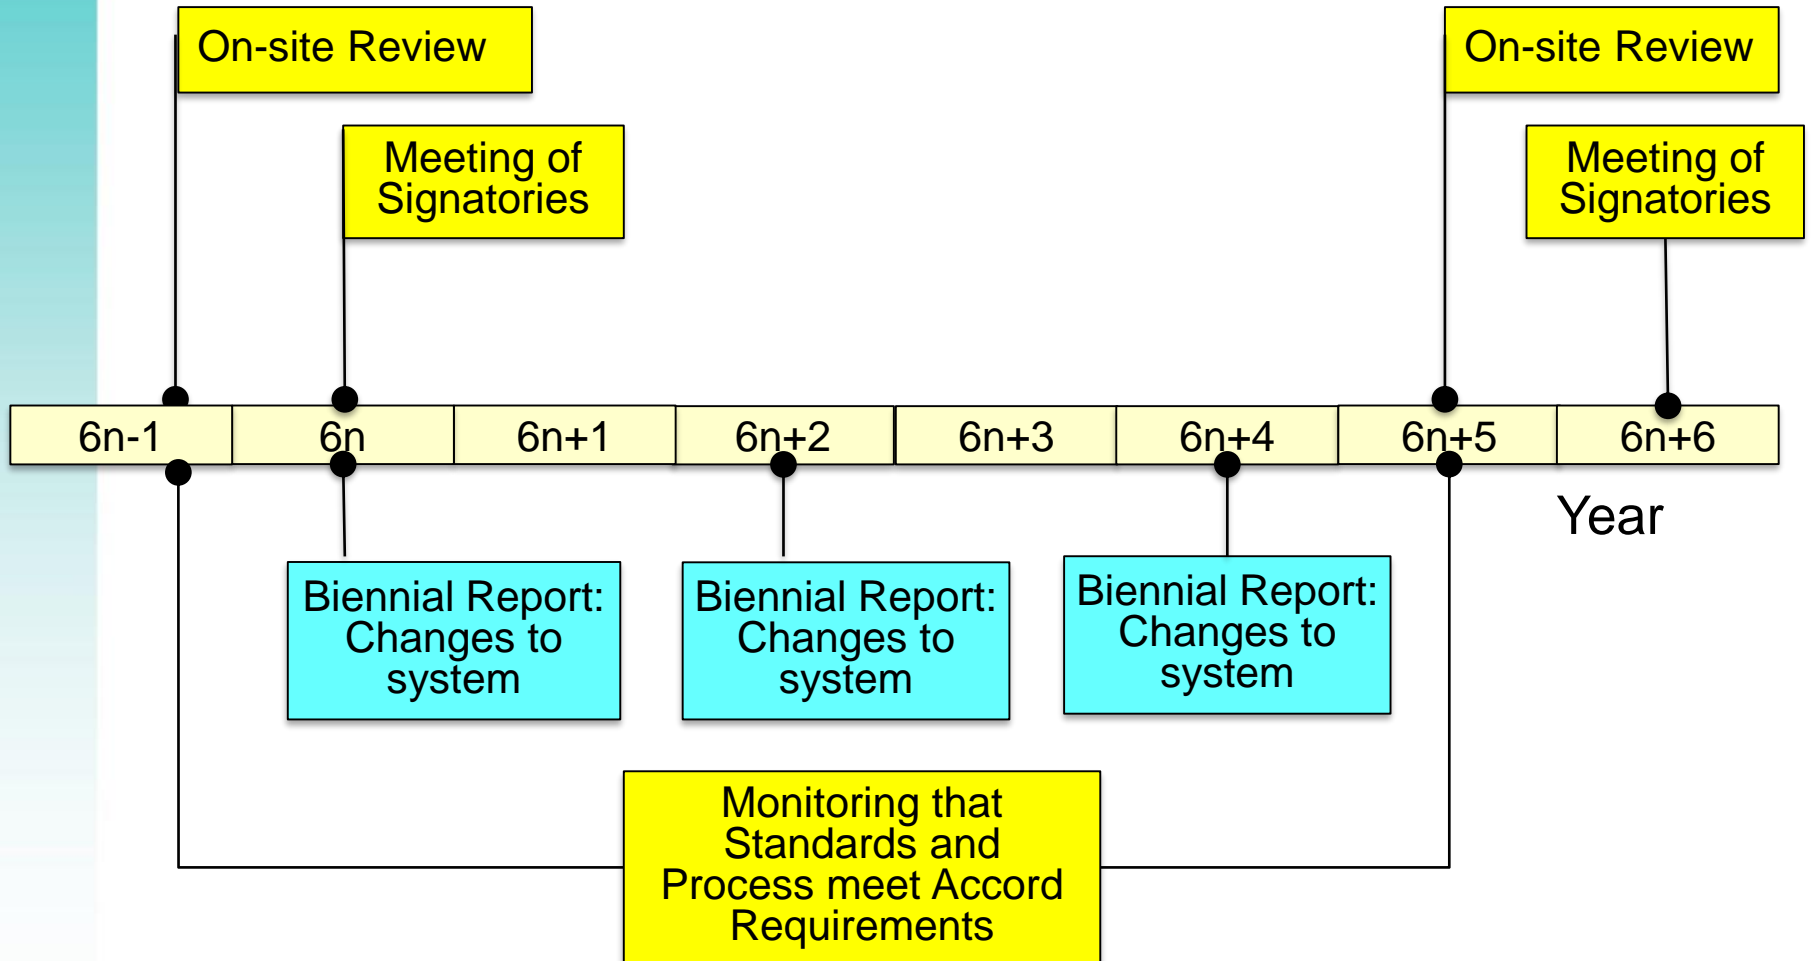 On-site Review
On-site Review
Meeting of
Signatories
Meeting of
Signatories
6n-1
6n
6n+1
6n+2
6n+3
6n+4
6n+5
6n+6
Year
Biennial Report:
Changes to
system
Biennial Report:
Changes to
system
Biennial Report:
Changes to
system
Monitoring that
Standards and
Process meet Accord
Requirements